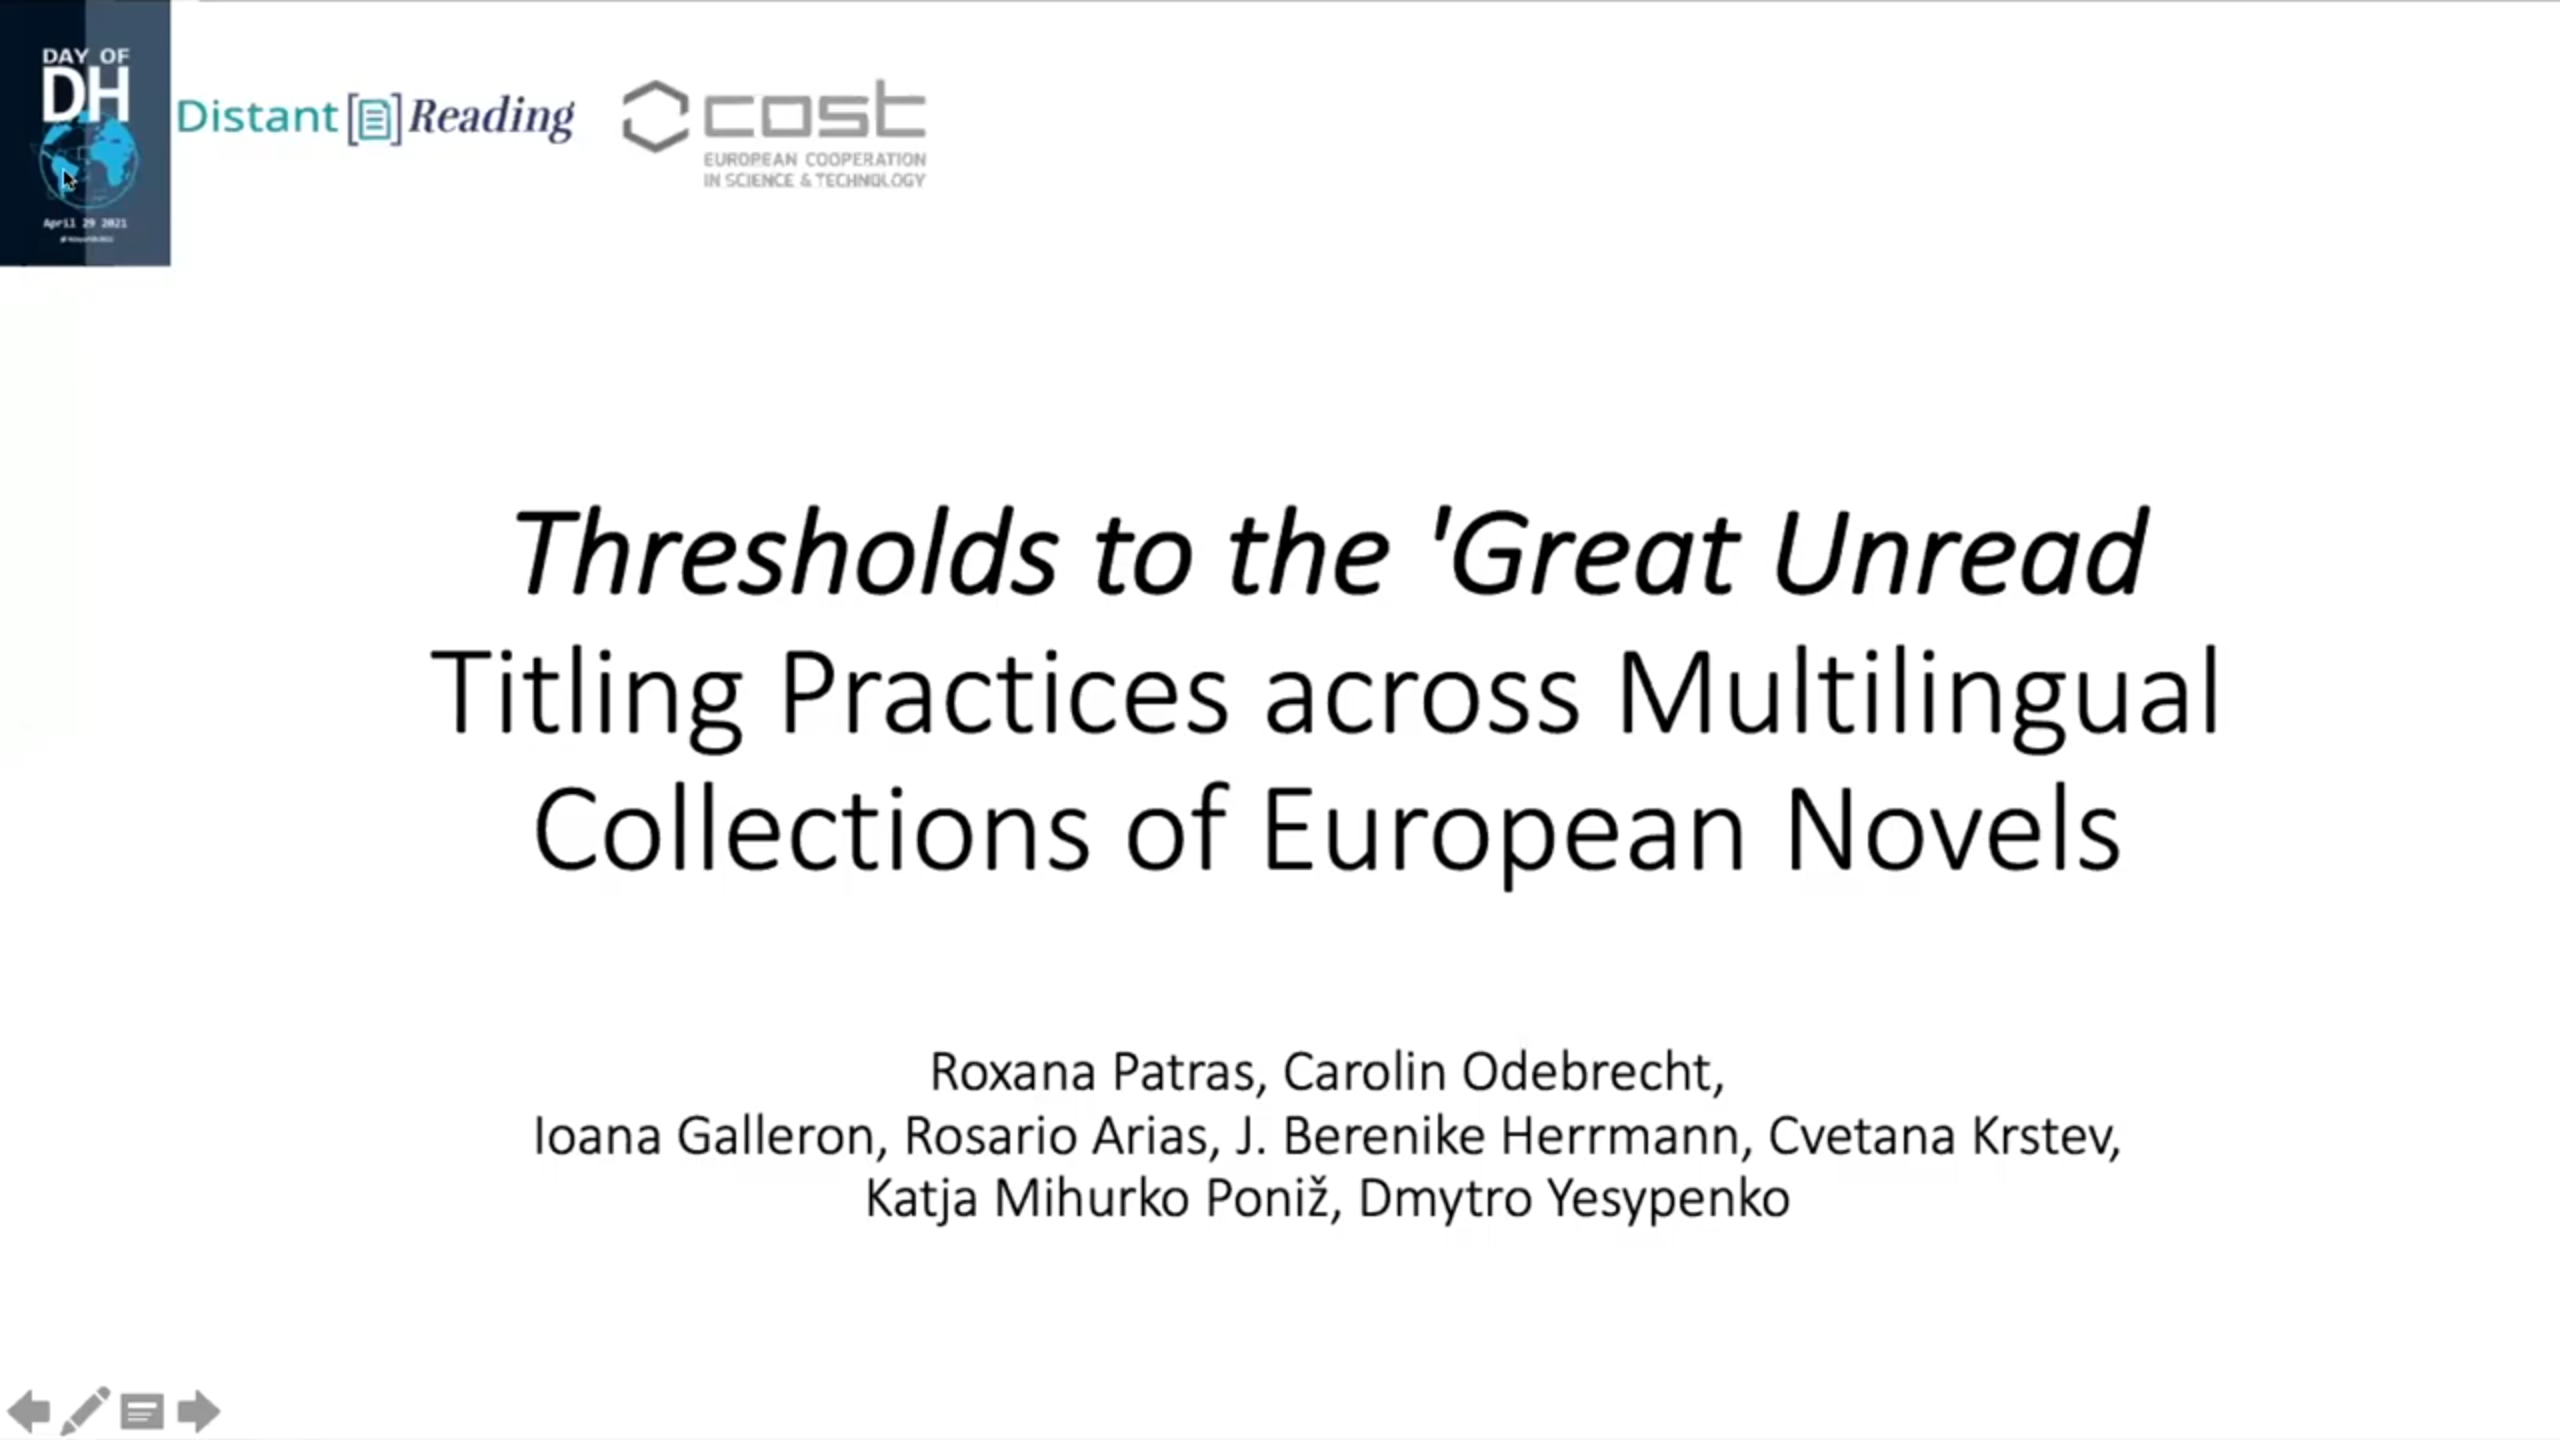 DAY OF
DH
April 29 2021
Distant Reading
cost
EUROPEAN COOPERATION
IN SCIENCE & TECHNOLOGY
Thresholds to the 'Great Unread
Titling Practices across Multilingual
Collections of European Novels
Roxana Patras, Carolin Odebrecht,
Ioana Galleron, Rosario Arias, J. Berenike Herrmann, Cvetana Krstev,
Katja Mihurko Poniž, Dmytro Yesypenko